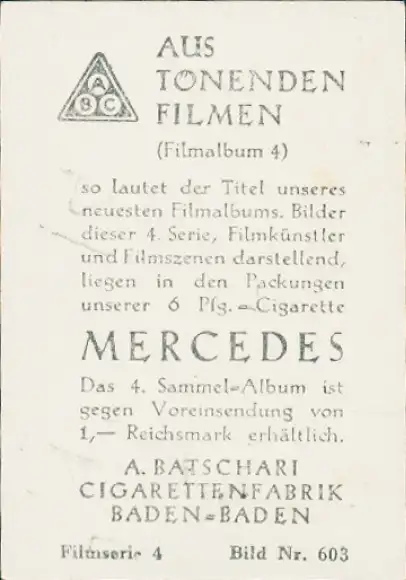 AUS
TÖNENDEN
FILMEN
A
B C
(Filmalbum 4)
so lautet der Titel unseres
neuesten Filmalbums. Bilder
dieser 4. Serie, Filmkünstler
und Filmszenen darstellend,
liegen in den Packungen
unserer 6 Pfg.=Cigarette
MERCEDES
Das 4. Sammel=Album ist
gegen Voreinsendung von
1,— Reichsmark erhältlich.
A. BATSCHARI
CIGARETTENFABRIK
BADEN=BADEN
Filmserie 4 Bild Nr. 603